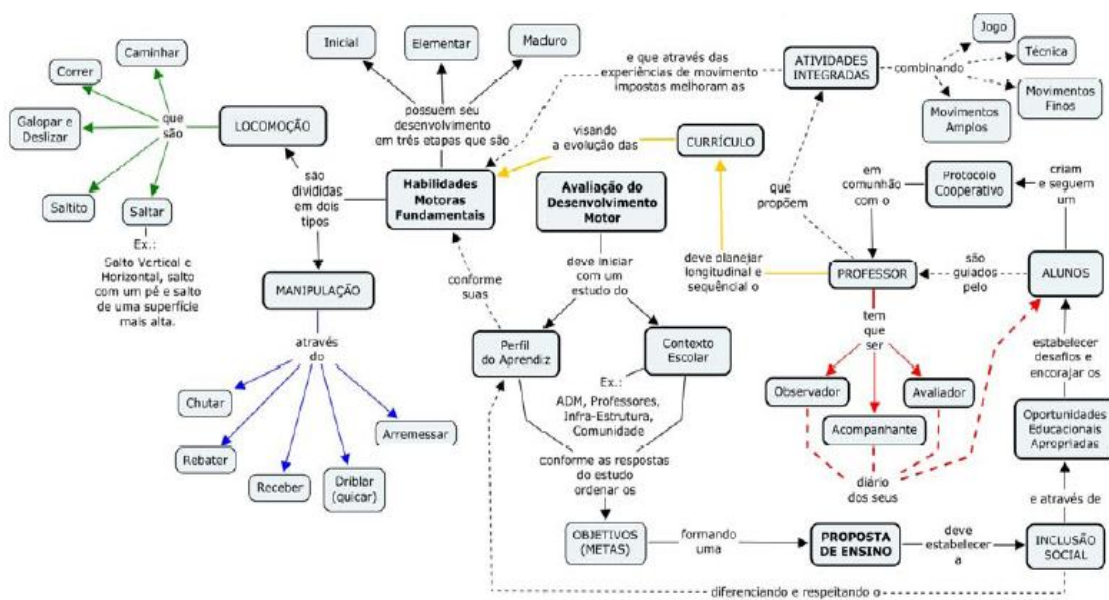 Inicial
Elementar
Maduro
Jogo
Técnica
Movimentos
Finos
Movimentos
Amplos
combinando
ATIVIDADES
INTEGRADAS
e que através das
experiências de movimento
impostas melhoram as
Caminhar
Correr
Galopar e
Deslizar
Saltito
Saltar
que
são
LOCOMOÇÃO
Ex.:
Salto Vertical e
Horizontal, salto
com um pé e salto
de uma superfície
mais alta.
possuem seu
desenvolvimento
em três etapas que são
visando
a evolução das
CURRÍCULO
são
divididas
em dois
tipos
Habilidades
Motoras
Fundamentais
Avaliação do
Desenvolvimento
Motor
que
propõem
em
comunhão
com o
Protocolo
Cooperativo
criam
e seguem
um
MANIPULAÇÃO
conforme
suas
deve iniciar
com um
estudo do
deve planejar
longitudinal e
sequêncial o
PROFESSOR
são
guiados
pelo
ALUNOS
através
do
Chutar
Rebater
Receber
Driblar
(quicar)
Arremessar
Perfil
do Aprendiz
Contexto
Escolar
Ex.:
ADM, Professores,
Infra-Estrutura,
Comunidade
tem
que
ser
Observador
Acompanhante
Avaliador
diário
dos seus
estabelecer
desafios e
encorajar os
Oportunidades
Educacionais
Apropriadas
conforme as respostas
do estudo
ordenar os
e através de
OBJETIVOS
(METAS)
formando
uma
PROPOSTA
DE ENSINO
deve
estabelecer
a
INCLUSÃO
SOCIAL
diferenciando e respeitando o